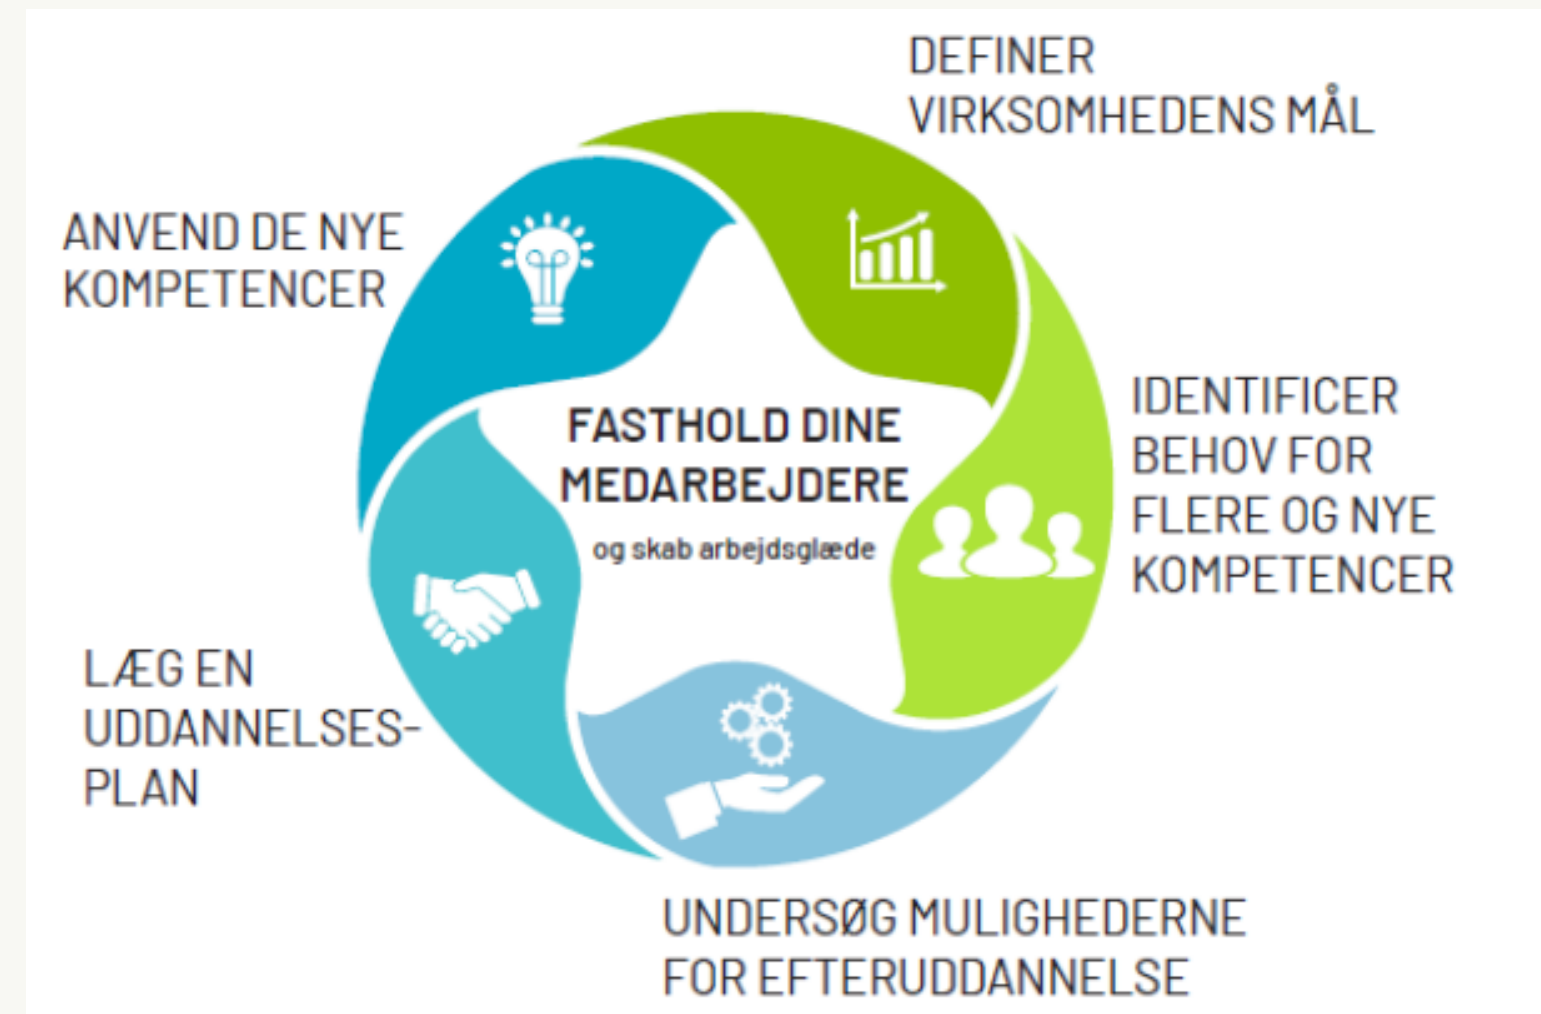 DEFINER
VIRKSOMHEDENS MÅL
IDENTIFICER
BEHOV FOR
FLERE OG NYE
KOMPETENCER
UNDERSØG MULIGHEDERNE
FOR EFTERUDDANNELSE
LÆG EN
UDDANNELSES-
PLAN
ANVEND DE NYE
KOMPETENCER
FASTHOLD DINE
MEDARBEJDERE
og skab arbejdsglæde